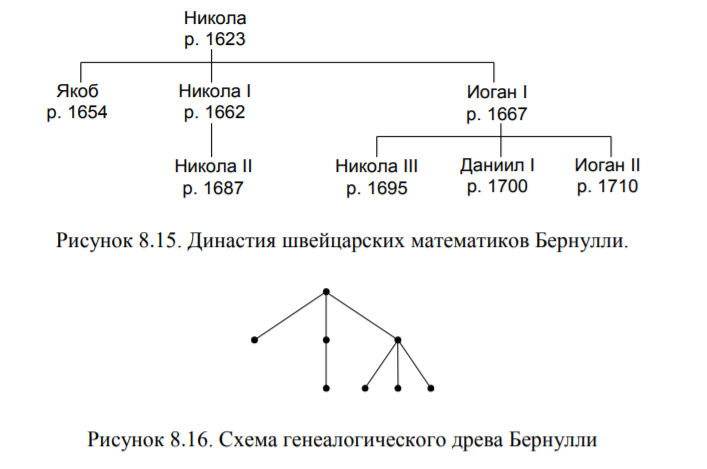 Никола
р. 1623
Якоб Никола I Иоган I
р. 1654 р. 1662 р. 1667
Никола II Никола III Даниил I Иоган II
р. 1687 р. 1695 р. 1700 р. 1710
Рисунок 8.15. Династия швейцарских математиков Бернулли.
Рисунок 8.16. Схема генеалогического древа Бернулли